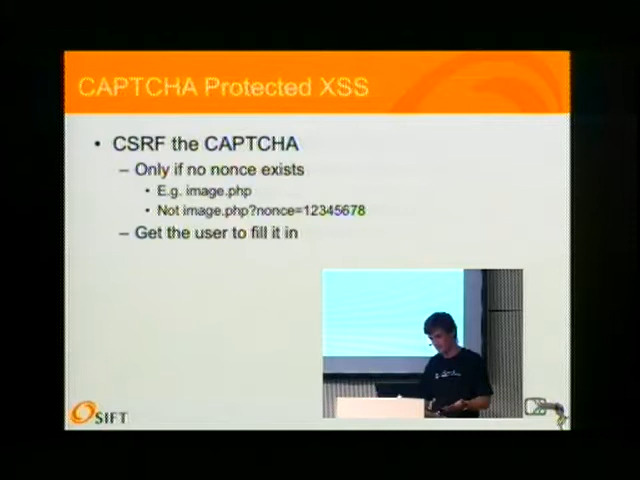 CAPTCHA Protected XSS
• CSRF the CAPTCHA
– Only if no nonce exists
• E.g. image.php
• Not image.php?nonce=12345678
– Get the user to fill it in
SIFT